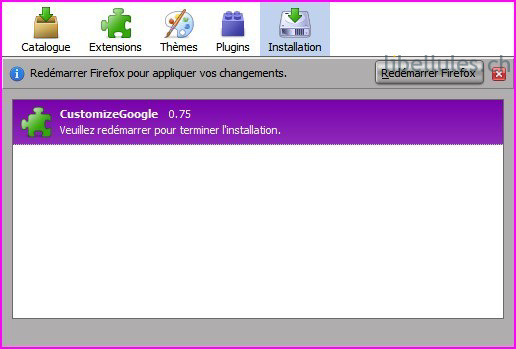 Catalogue Extensions Thèmes Plugins Installation
libellules.ch
Redémarrer Firefox pour appliquer vos changements. Redémarrer Firefox
CustomizeGoogle 0.75
Veuillez redémarrer pour terminer l'installation.